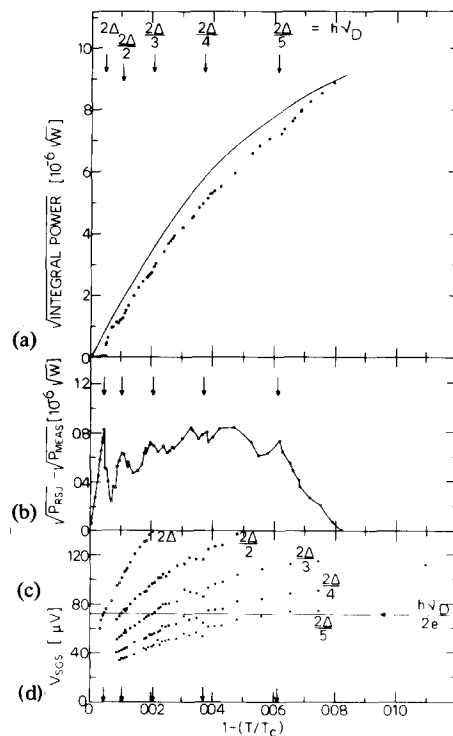 10
8
6
4
2
0
√INTEGRAL POWER [10⁻⁶ √W]
2Δ 2Δ/2 2Δ/3 2Δ/4 2Δ/5 = h√D
(a)
12
08
04
0
√P_RSJ - √P_MEAS [10⁻⁶ √W]
(b)
(c)
(d)
120
80
40
0
V_SGS [μV]
2Δ
2Δ/2
2Δ/3
2Δ/4
2Δ/5
h√D/2e
0 002 004 006 008 010
1-(T/T_c)